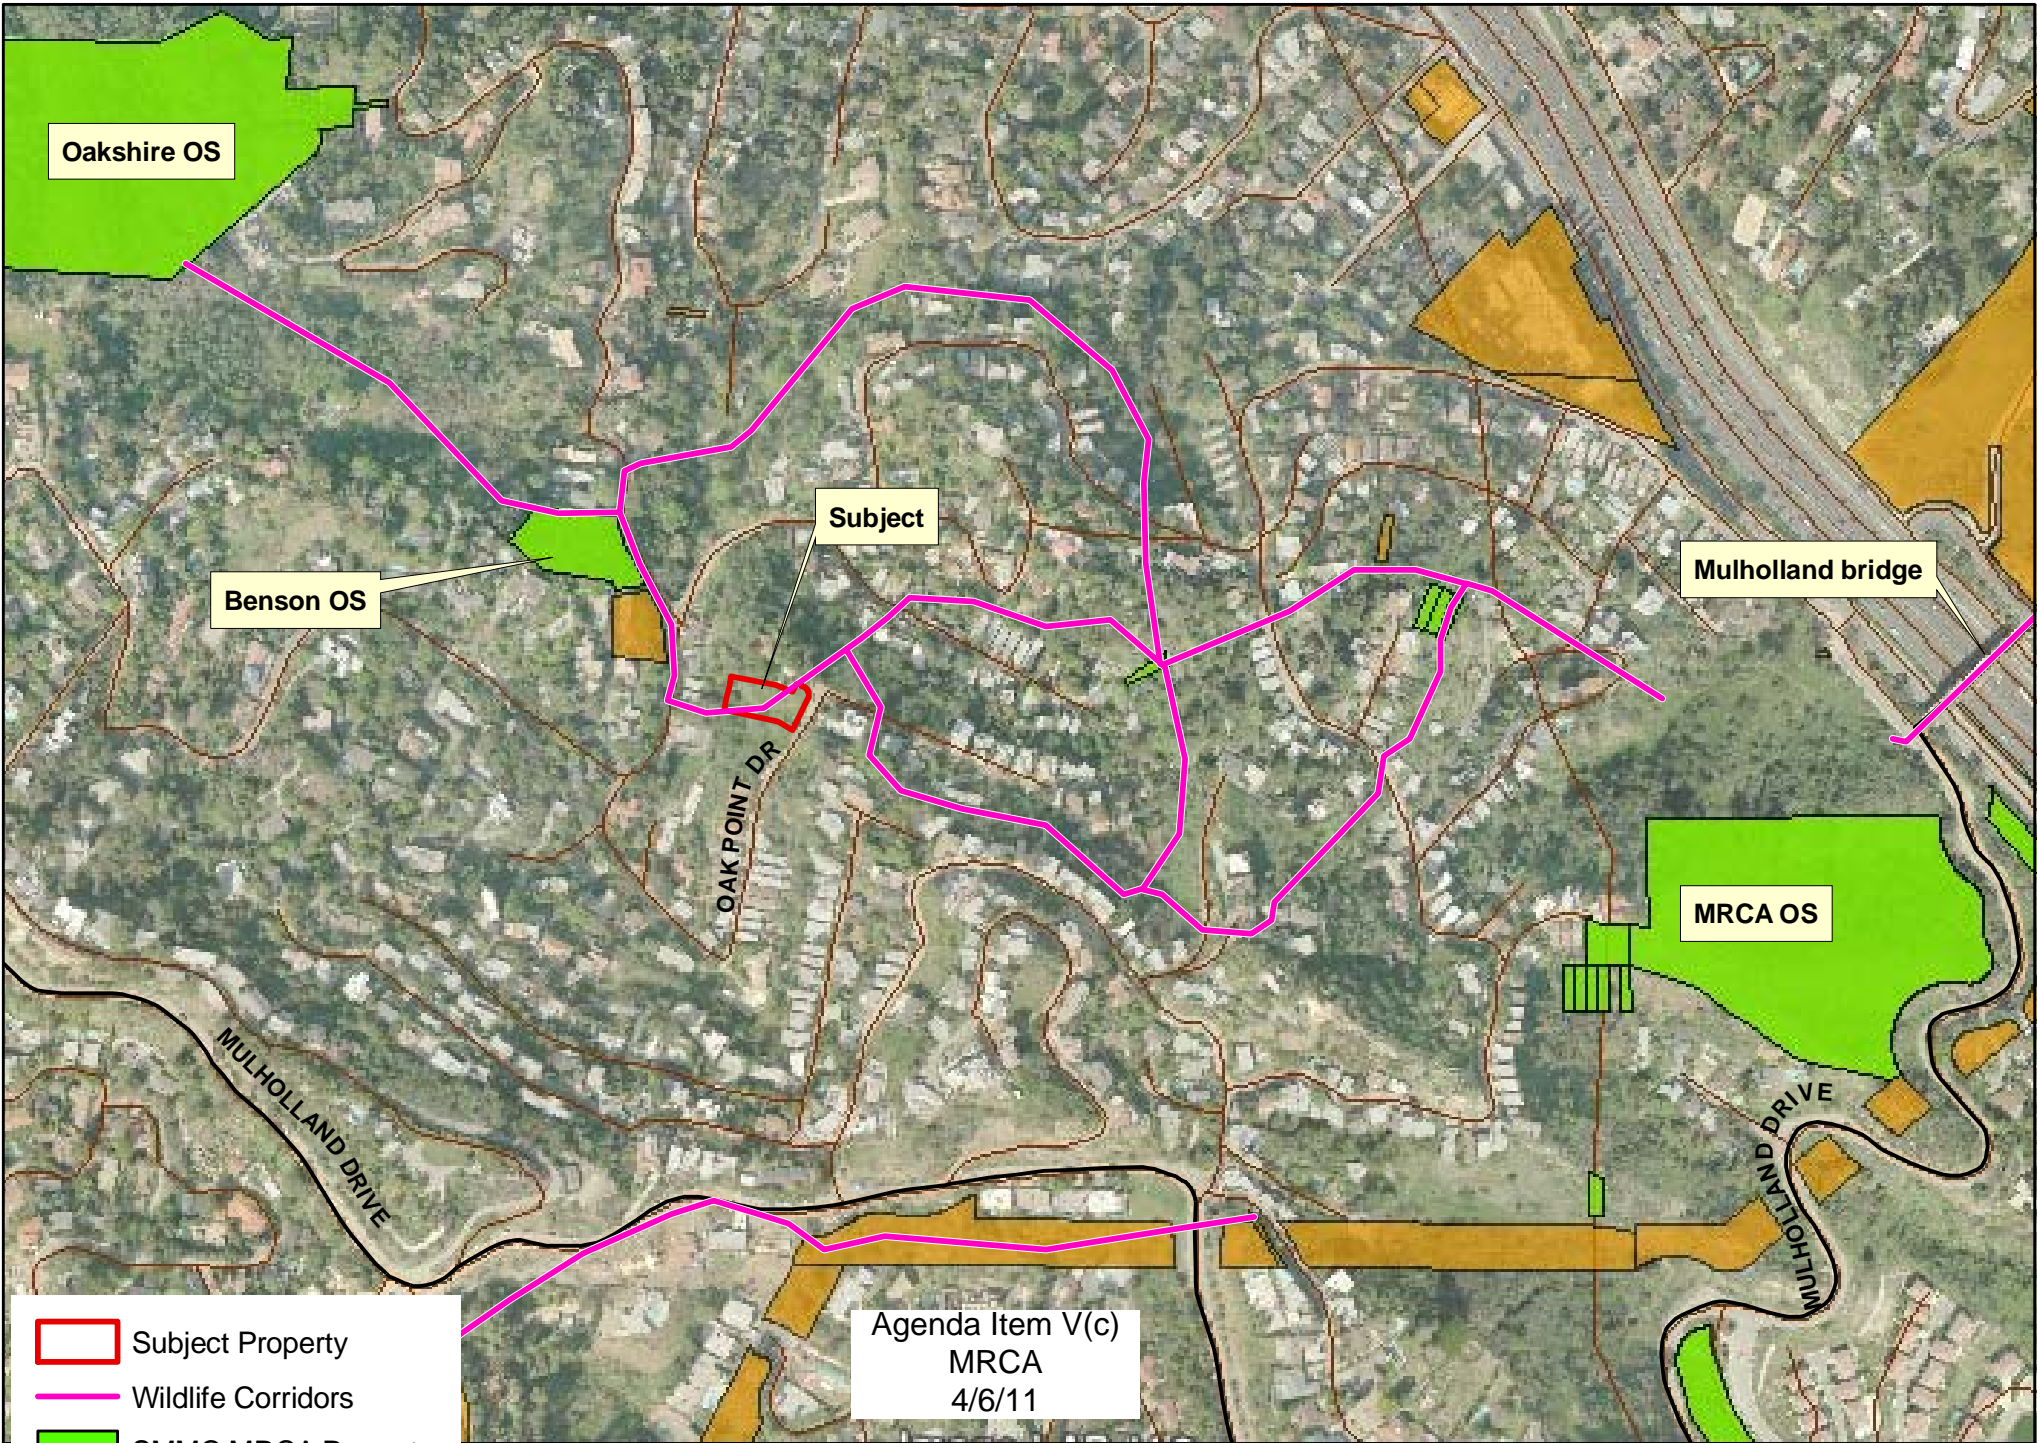 Oakshire OS
Subject
Mulholland bridge
Benson OS
OAK POINT DR
MRCA OS
MULHOLLAND DRIVE
MULHOLLAND DRIVE
Subject Property
Wildlife Corridors
Agenda Item V(c)
MRCA
4/6/11